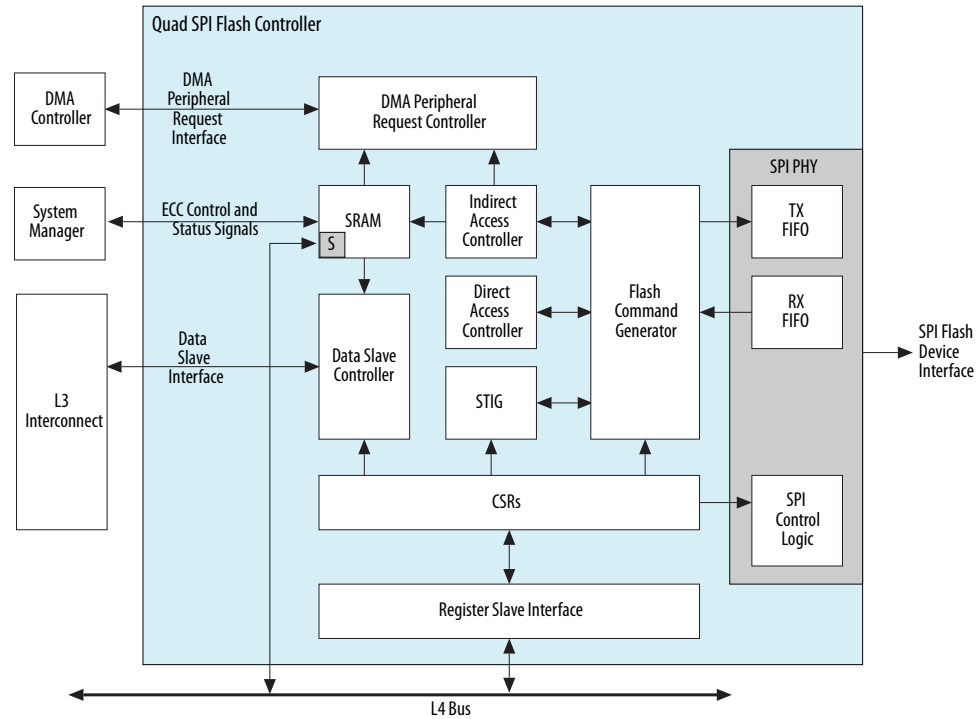 Quad SPI Flash Controller
DMA
Controller
DMA
Peripheral
Request
Interface
DMA Peripheral
Request Controller
SPI PHY
System
Manager
ECC Control and
Status Signals
SRAM
S
Indirect
Access
Controller
TX
FIFO
Flash
Command
Generator
Direct
Access
Controller
RX
FIFO
SPI Flash
Device
Interface
L3
Interconnect
Data
Slave
Interface
Data Slave
Controller
STIG
CSRs
SPI
Control
Logic
Register Slave Interface
L4 Bus